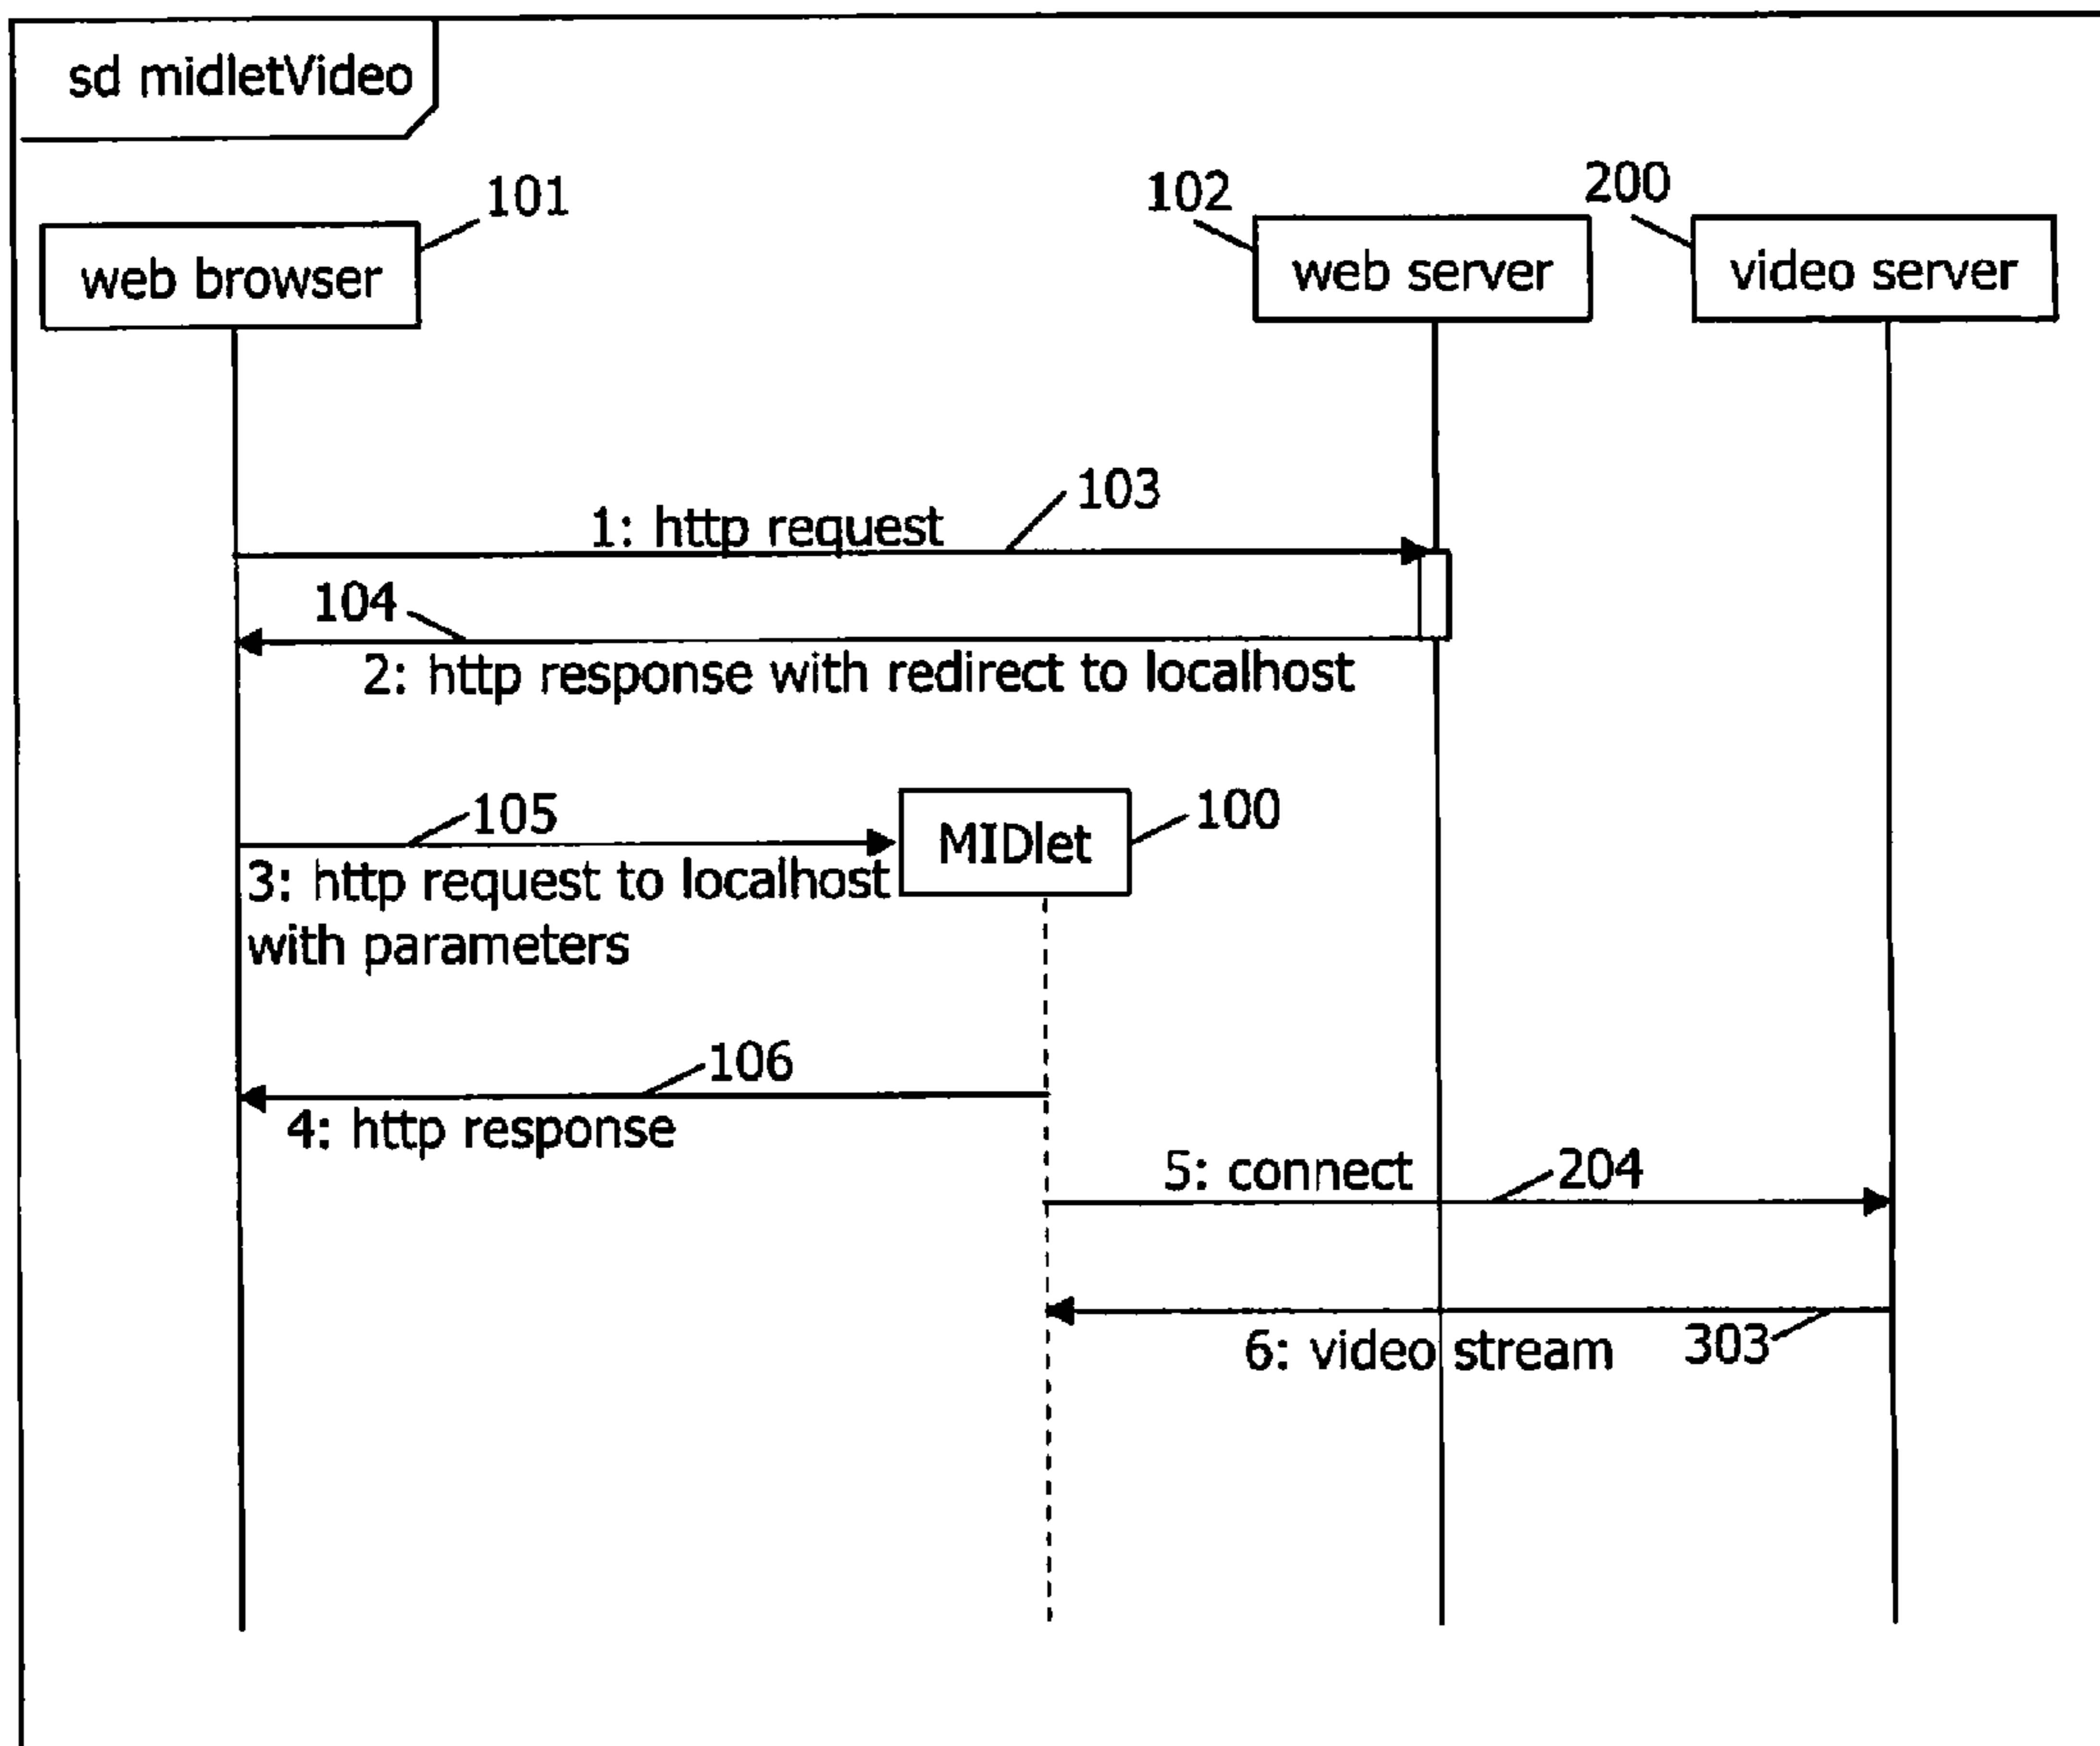 sd midletVideo
101
102
200
web browser
web server
video server
103
1: http request
104
2: http response with redirect to localhost
105
MIDlet
100
3: http request to localhost
with parameters
106
4: http response
5: connect
204
6: video stream
303